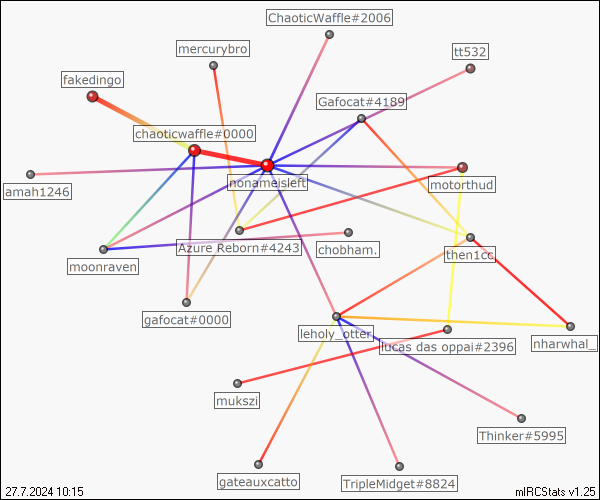 ChaoticWaffle#2006
mercurybro
tt532
fakedingo
Gafocat#4189
chaoticwaffle#0000
nonameisleft
amah1246
motorthud
Azure Reborn#4243
chobham.
then1cc
moonraven
gafocat#0000
leholy_otter
lucas das oppai#2396
nharwhal_
mukszi
Thinker#5995
gateauxcatto
TripleMidget#8824
27.7.2024 10:15
mIRCStats v1.25